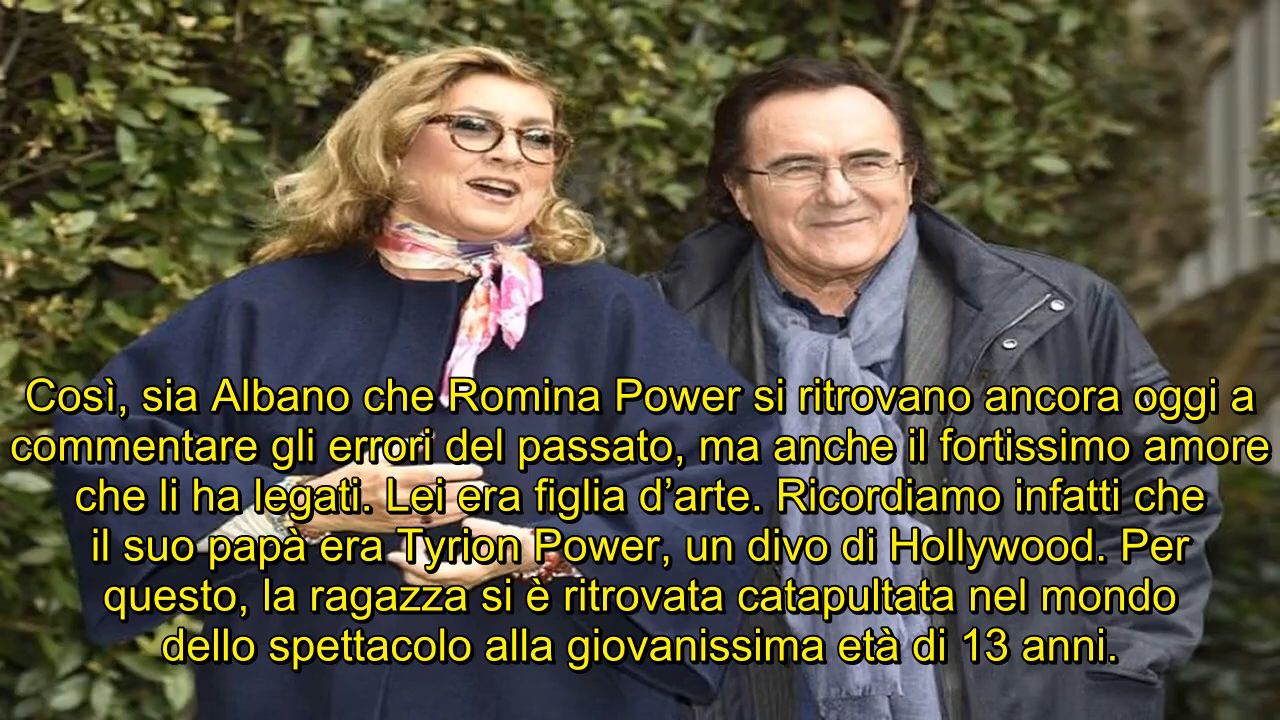 Così, sia Albano che Romina Power si ritrovano ancora oggi a
commentare gli errori del passato, ma anche il fortissimo amore
che li ha legati. Lei era figlia d’arte. Ricordiamo infatti che
il suo papà era Tyrion Power, un divo di Hollywood. Per
questo, la ragazza si è ritrovata catapultata nel mondo
dello spettacolo alla giovanissima età di 13 anni.